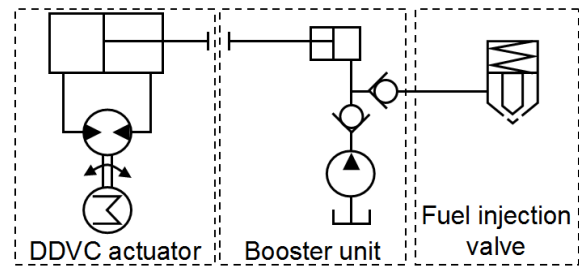 DDVC actuator
Booster unit
Fuel injection
valve